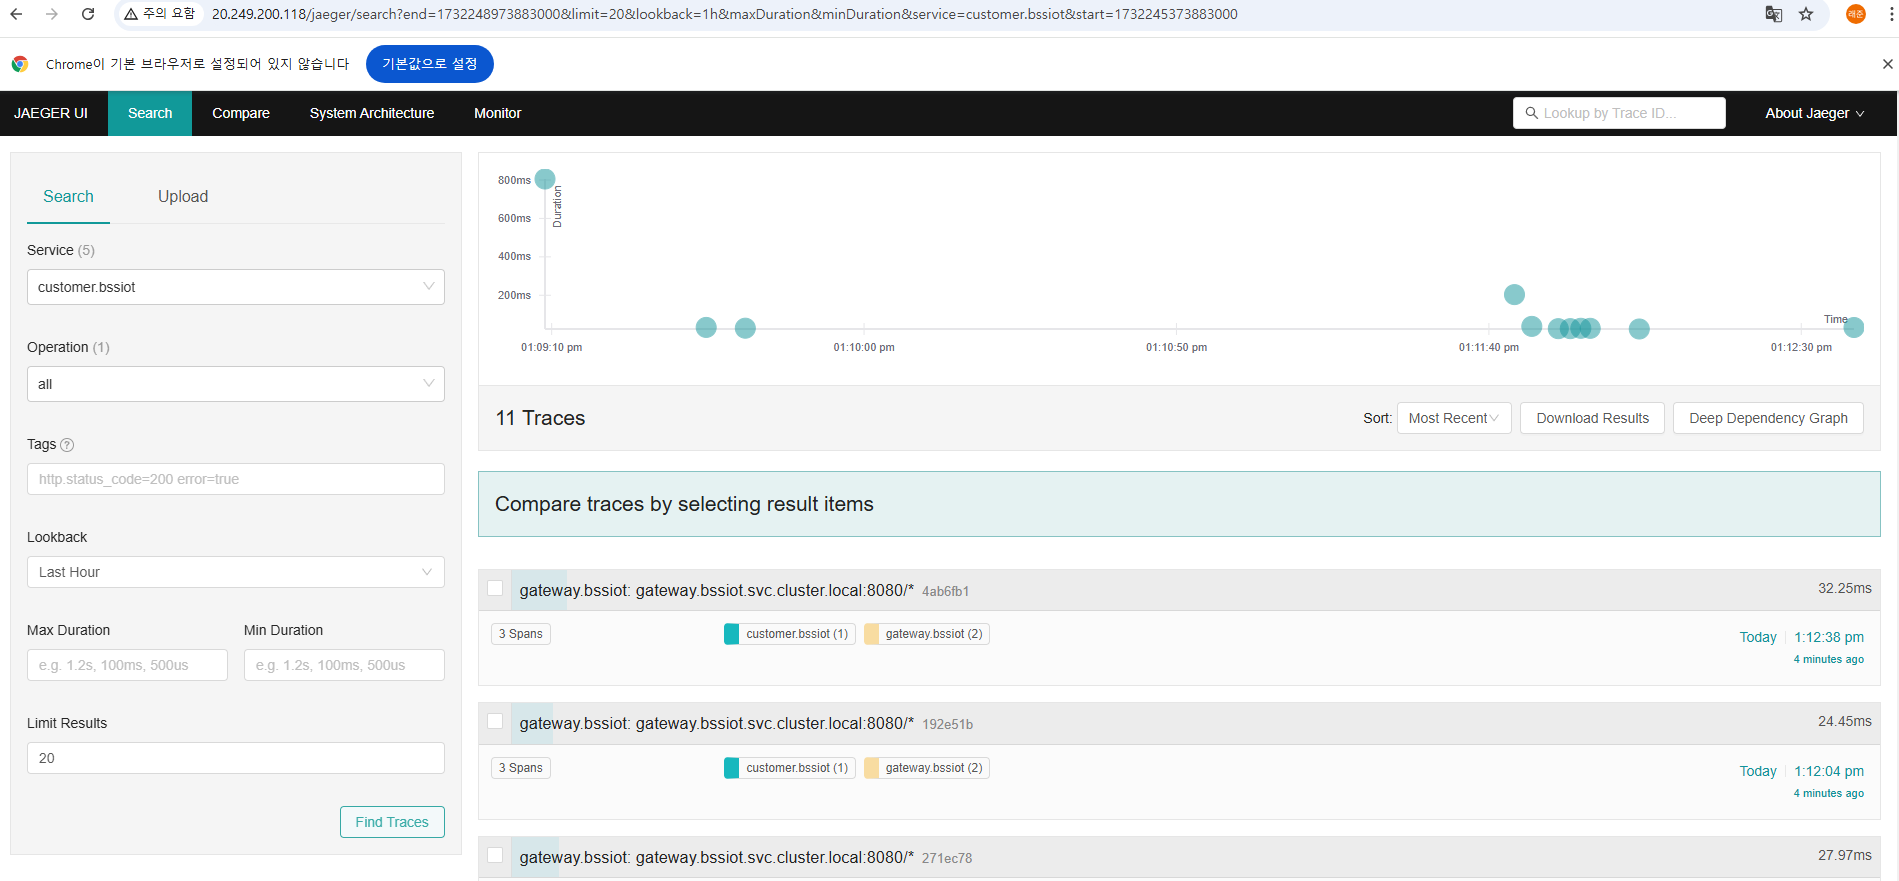 주의 요함
20.249.200.118/jaeger/search?end=1732248973883000&limit=20&lookback=1h&maxDuration&minDuration&service=customer.bssiot&start=1732245373883000
래준
Chrome이 기본 브라우저로 설정되어 있지 않습니다
기본값으로 설정
JAEGER UI
Search
Compare
System Architecture
Monitor
Lookup by Trace ID...
About Jaeger
Search
Upload
Service (5)
customer.bssiot
Operation (1)
all
Tags
http.status_code=200 error=true
Lookback
Last Hour
Max Duration
Min Duration
e.g. 1.2s, 100ms, 500us
e.g. 1.2s, 100ms, 500us
Limit Results
20
Find Traces
800ms
600ms
400ms
200ms
Duration
Time
01:09:10 pm
01:10:00 pm
01:10:50 pm
01:11:40 pm
01:12:30 pm
11 Traces
Sort:
Most Recent
Download Results
Deep Dependency Graph
Compare traces by selecting result items
gateway.bssiot: gateway.bssiot.svc.cluster.local:8080/* 4ab6fb1
32.25ms
3 Spans
customer.bssiot (1)
gateway.bssiot (2)
Today
1:12:38 pm
4 minutes ago
gateway.bssiot: gateway.bssiot.svc.cluster.local:8080/* 192e51b
24.45ms
3 Spans
customer.bssiot (1)
gateway.bssiot (2)
Today
1:12:04 pm
4 minutes ago
gateway.bssiot: gateway.bssiot.svc.cluster.local:8080/* 271ec78
27.97ms